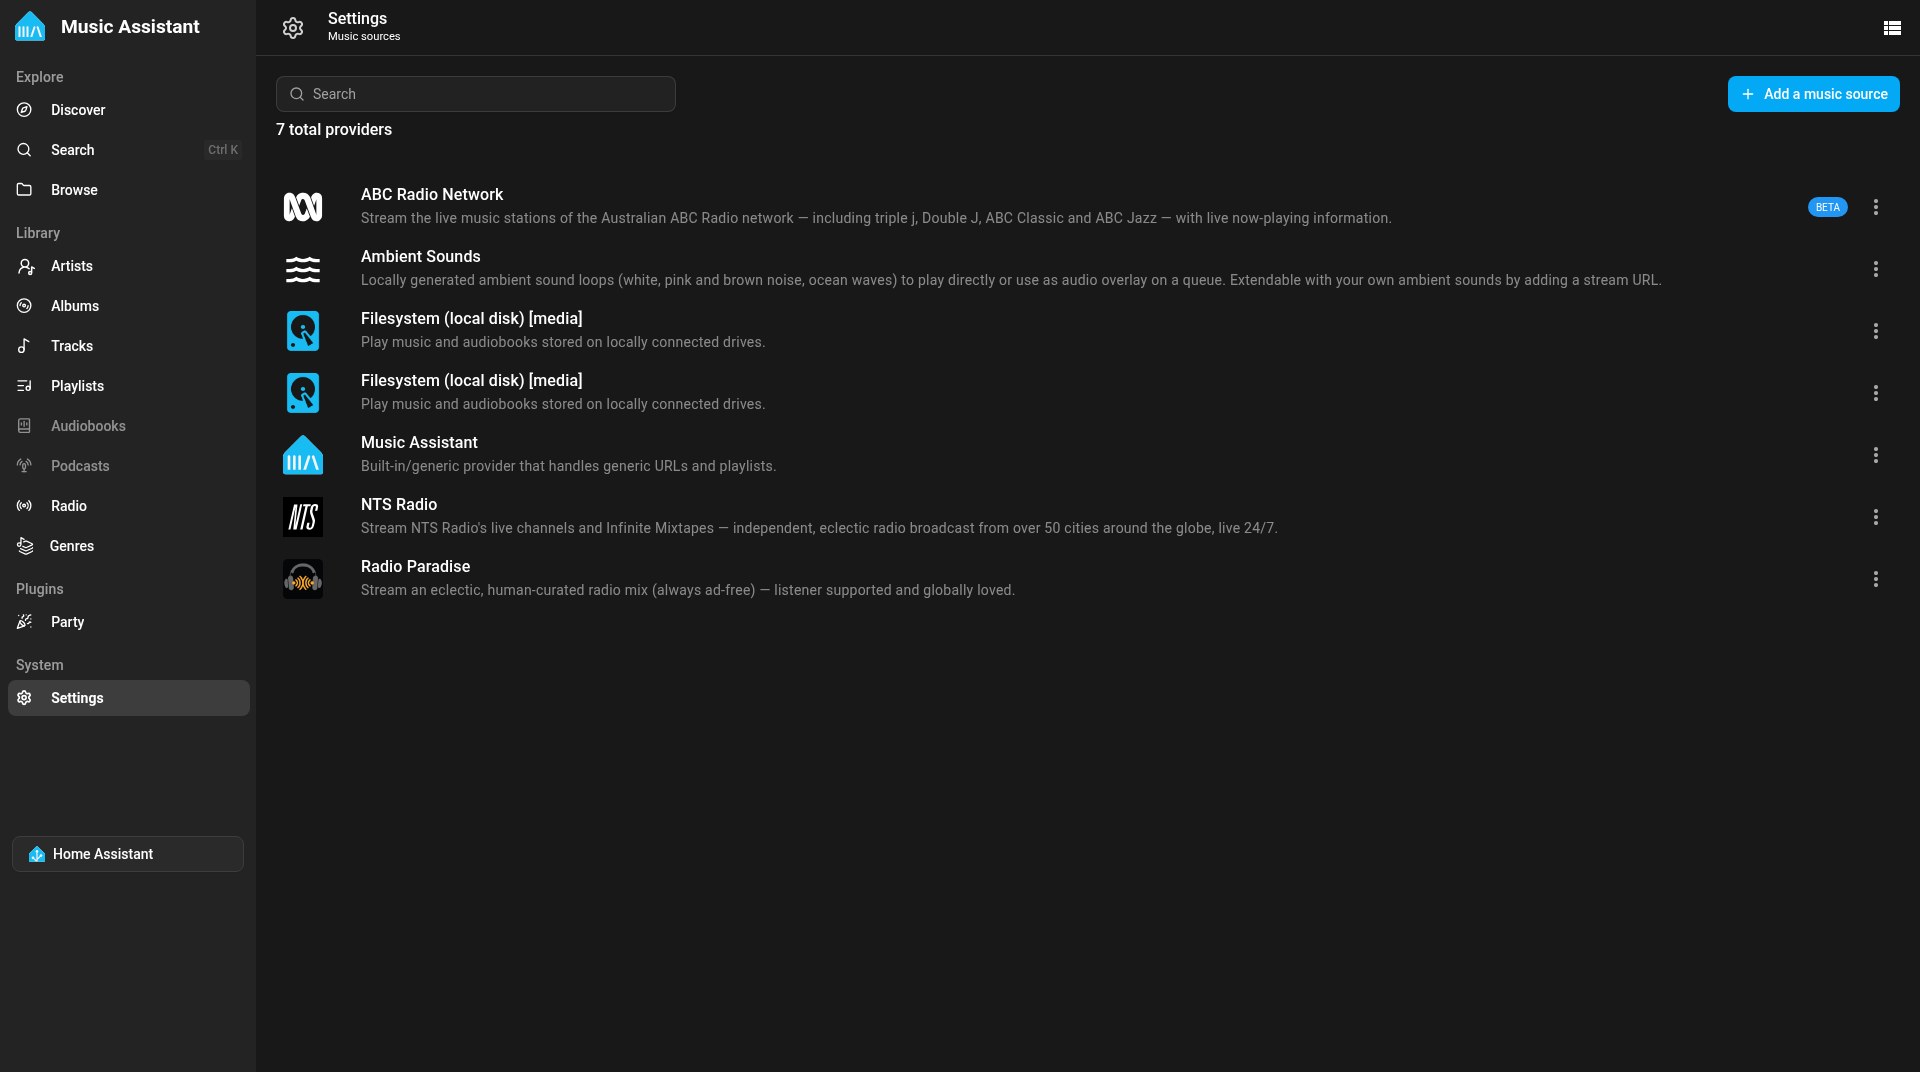 Music Assistant
Explore
Discover
Search
Ctrl K
Browse
Library
Artists
Albums
Tracks
Playlists
Audiobooks
Podcasts
Radio
Genres
Plugins
Party
System
Settings
Home Assistant
Settings
Music sources
Search
Add a music source
7 total providers
ABC Radio Network
Stream the live music stations of the Australian ABC Radio network — including triple j, Double J, ABC Classic and ABC Jazz — with live now-playing information.
BETA
Ambient Sounds
Locally generated ambient sound loops (white, pink and brown noise, ocean waves) to play directly or use as audio overlay on a queue. Extendable with your own ambient sounds by adding a stream URL.
Filesystem (local disk) [media]
Play music and audiobooks stored on locally connected drives.
Filesystem (local disk) [media]
Play music and audiobooks stored on locally connected drives.
Music Assistant
Built-in/generic provider that handles generic URLs and playlists.
NTS
NTS Radio
Stream NTS Radio's live channels and Infinite Mixtapes — independent, eclectic radio broadcast from over 50 cities around the globe, live 24/7.
Radio Paradise
Stream an eclectic, human-curated radio mix (always ad-free) — listener supported and globally loved.